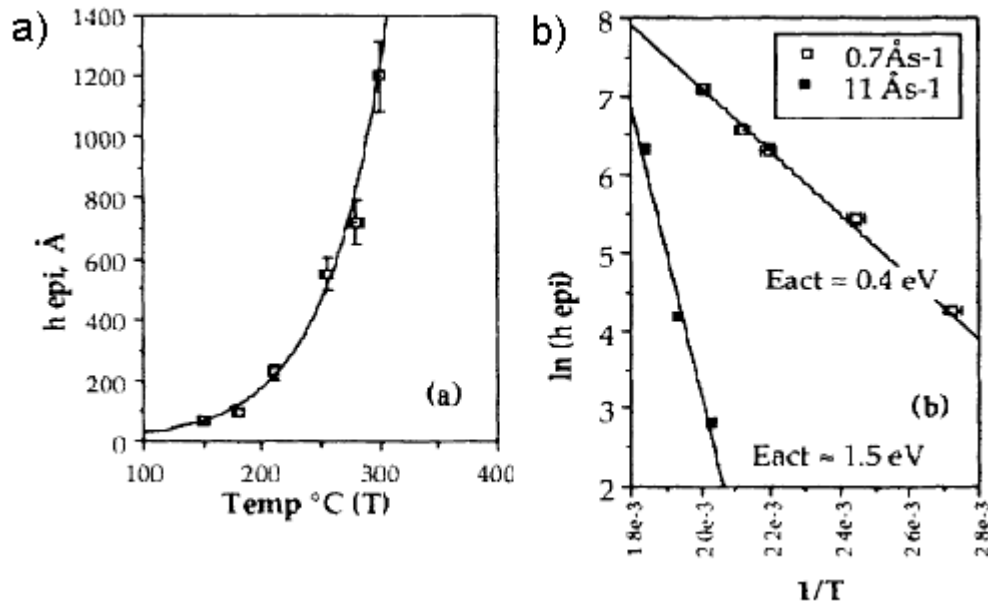 a)
1400
1200
1000
800
600
400
200
0
h epi, Å
100
200
300
400
Temp °C (T)
(a)
b)
8
7
6
5
4
3
2
ln (h epi)
0.7Ås-1
11 Ås-1
Eact = 0.4 eV
(b)
Eact ≈ 1.5 eV
1.8e-3
2.0e-3
2.2e-3
2.4e-3
2.6e-3
2.8e-3
1/T